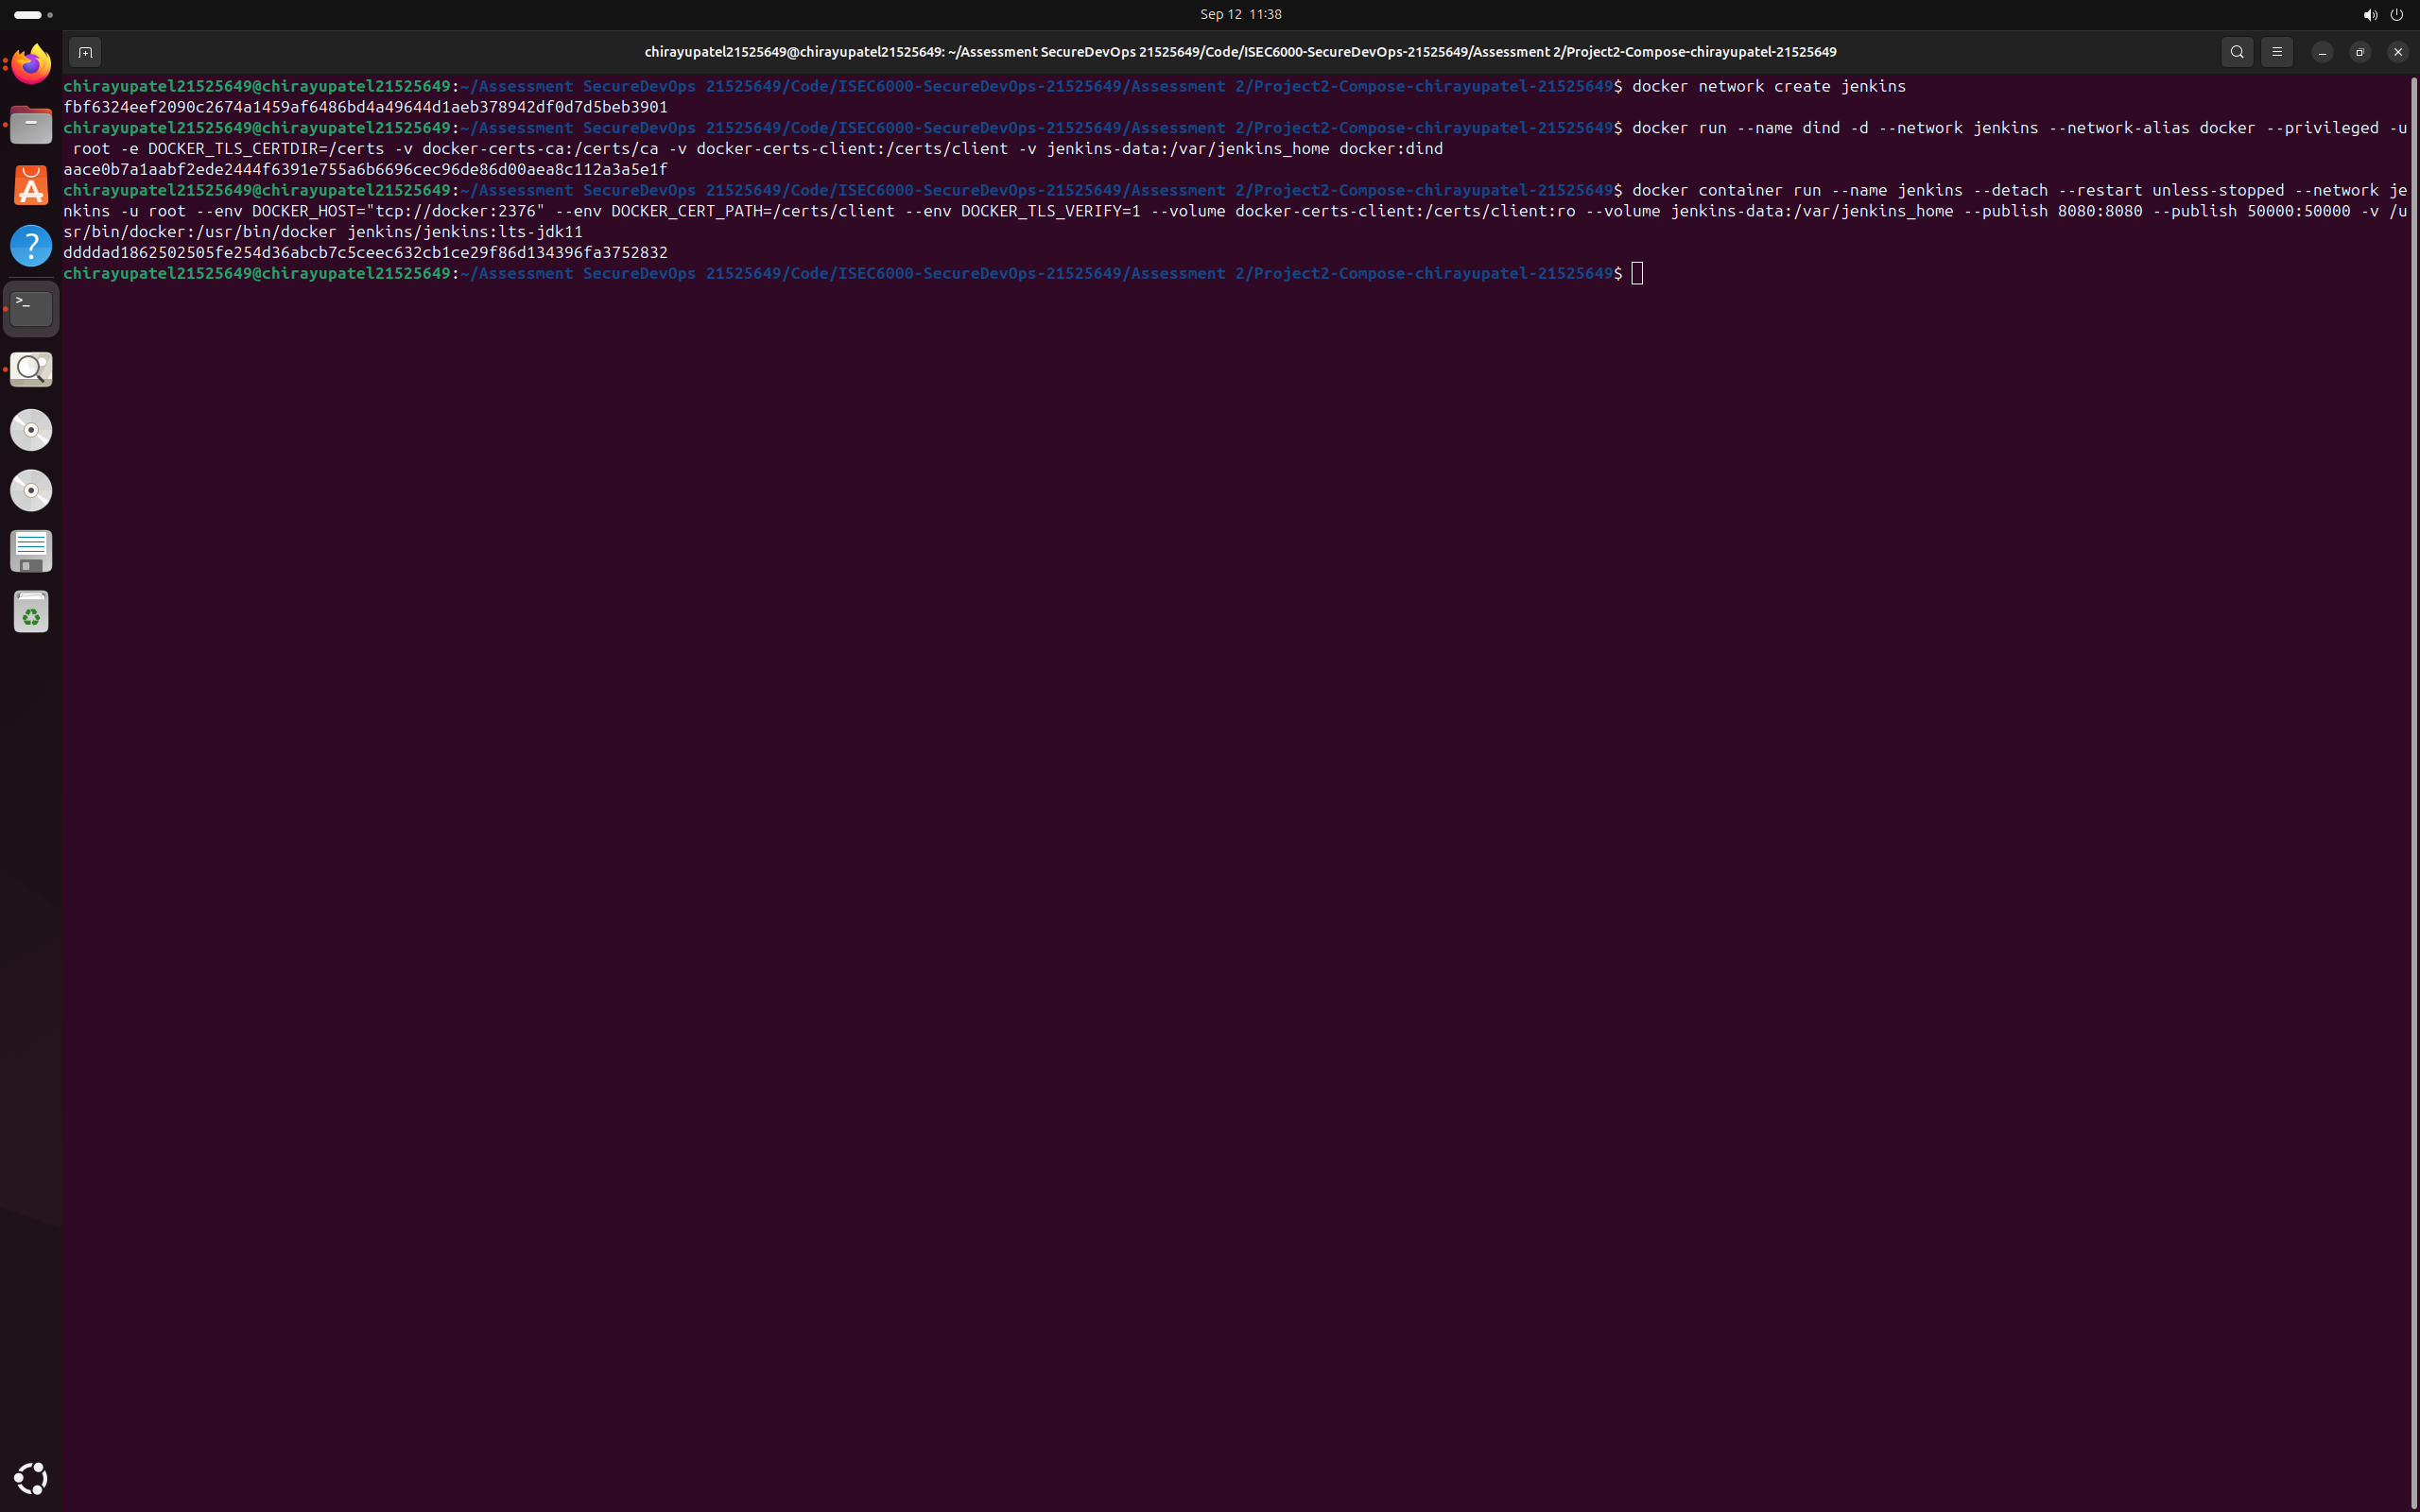 Sep 12 11:38
chirayupatel21525649@chirayupatel21525649: ~/Assessment SecureDevOps 21525649/Code/ISEC6000-SecureDevOps-21525649/Assessment 2/Project2-Compose-chirayupatel-21525649
chirayupatel21525649@chirayupatel21525649:~/Assessment SecureDevOps 21525649/Code/ISEC6000-SecureDevOps-21525649/Assessment 2/Project2-Compose-chirayupatel-21525649$ docker network create jenkins
fbf6324eef2090c2674a1459af6486bd4a49644d1aeb378942df0d7d5beb3901
chirayupatel21525649@chirayupatel21525649:~/Assessment SecureDevOps 21525649/Code/ISEC6000-SecureDevOps-21525649/Assessment 2/Project2-Compose-chirayupatel-21525649$ docker run --name dind -d --network jenkins --network-alias docker --privileged -u
root -e DOCKER_TLS_CERTDIR=/certs -v docker-certs-ca:/certs/ca -v docker-certs-client:/certs/client -v jenkins-data:/var/jenkins_home docker:dind
aace0b7a1aabf2ede2444f6391e755a6b6696cec96de86d00aea8c112a3a5e1f
chirayupatel21525649@chirayupatel21525649:~/Assessment SecureDevOps 21525649/Code/ISEC6000-SecureDevOps-21525649/Assessment 2/Project2-Compose-chirayupatel-21525649$ docker container run --name jenkins --detach --restart unless-stopped --network je
nkins -u root --env DOCKER_HOST="tcp://docker:2376" --env DOCKER_CERT_PATH=/certs/client --env DOCKER_TLS_VERIFY=1 --volume docker-certs-client:/certs/client:ro --volume jenkins-data:/var/jenkins_home --publish 8080:8080 --publish 50000:50000 -v /u
sr/bin/docker:/usr/bin/docker jenkins/jenkins:lts-jdk11
ddddad1862502505fe254d36abcb7c5ceec632cb1ce29f86d134396fa3752832
chirayupatel21525649@chirayupatel21525649:~/Assessment SecureDevOps 21525649/Code/ISEC6000-SecureDevOps-21525649/Assessment 2/Project2-Compose-chirayupatel-21525649$